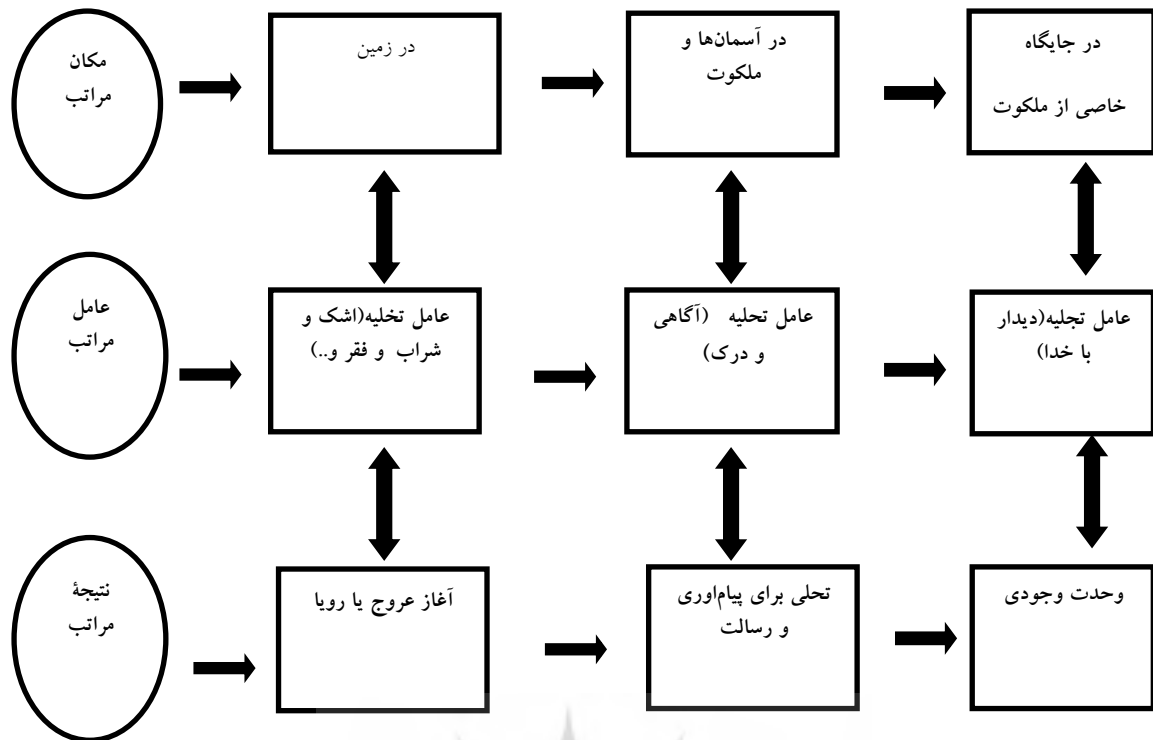 مکان
مراتب
در زمین
در آسمان‌ها و
ملکوت
در جایگاه
خاصی از ملکوت
عامل
مراتب
عامل تخلیه(اشک و
شراب و فقر و..)
عامل تحلیه (آگاهی
و درک)
عامل تجلیه(دیدار
با خدا)
نتیجۀ
مراتب
آغاز عروج یا رویا
تحلی برای پیام‌اوری
و رسالت
وحدت وجودی